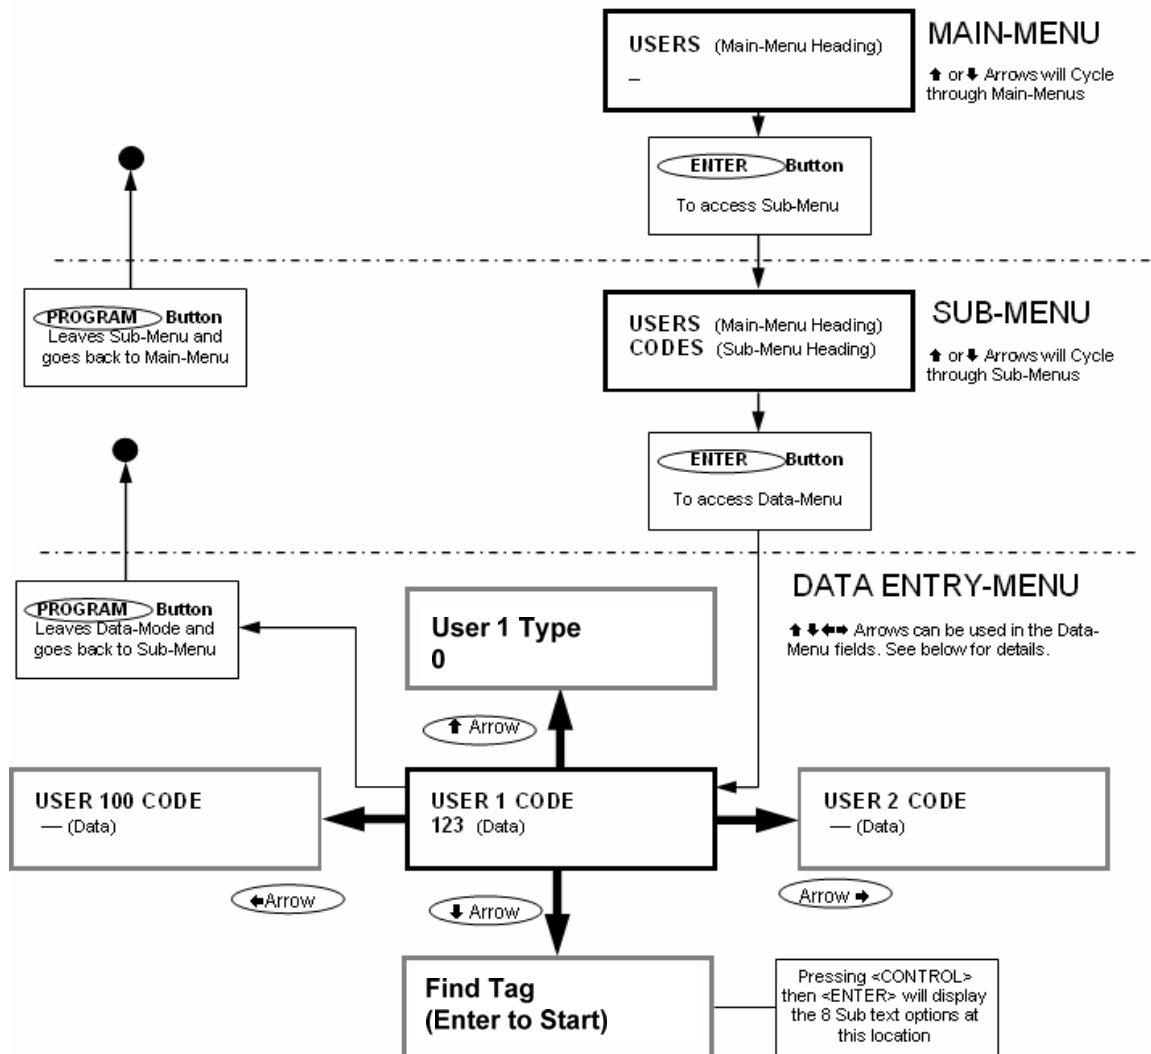 USERS (Main-Menu Heading)
_
MAIN-MENU
⬆ or ⬇ Arrows will Cycle
through Main-Menus
ENTER Button
To access Sub-Menu
PROGRAM Button
Leaves Sub-Menu and
goes back to Main-Menu
USERS (Main-Menu Heading)
CODES (Sub-Menu Heading)
SUB-MENU
⬆ or ⬇ Arrows will Cycle
through Sub-Menus
ENTER Button
To access Data-Menu
DATA ENTRY-MENU
⬆ ⬇ ⬅ ➡ Arrows can be used in the Data-
Menu fields. See below for details.
PROGRAM Button
Leaves Data-Mode and
goes back to Sub-Menu
User 1 Type
0
⬆ Arrow
USER 100 CODE
— (Data)
USER 1 CODE
123 (Data)
USER 2 CODE
— (Data)
⬅Arrow
⬇ Arrow
Arrow ➡
Find Tag
(Enter to Start)
Pressing <CONTROL>
then <ENTER> will display
the 8 Sub text options at
this location